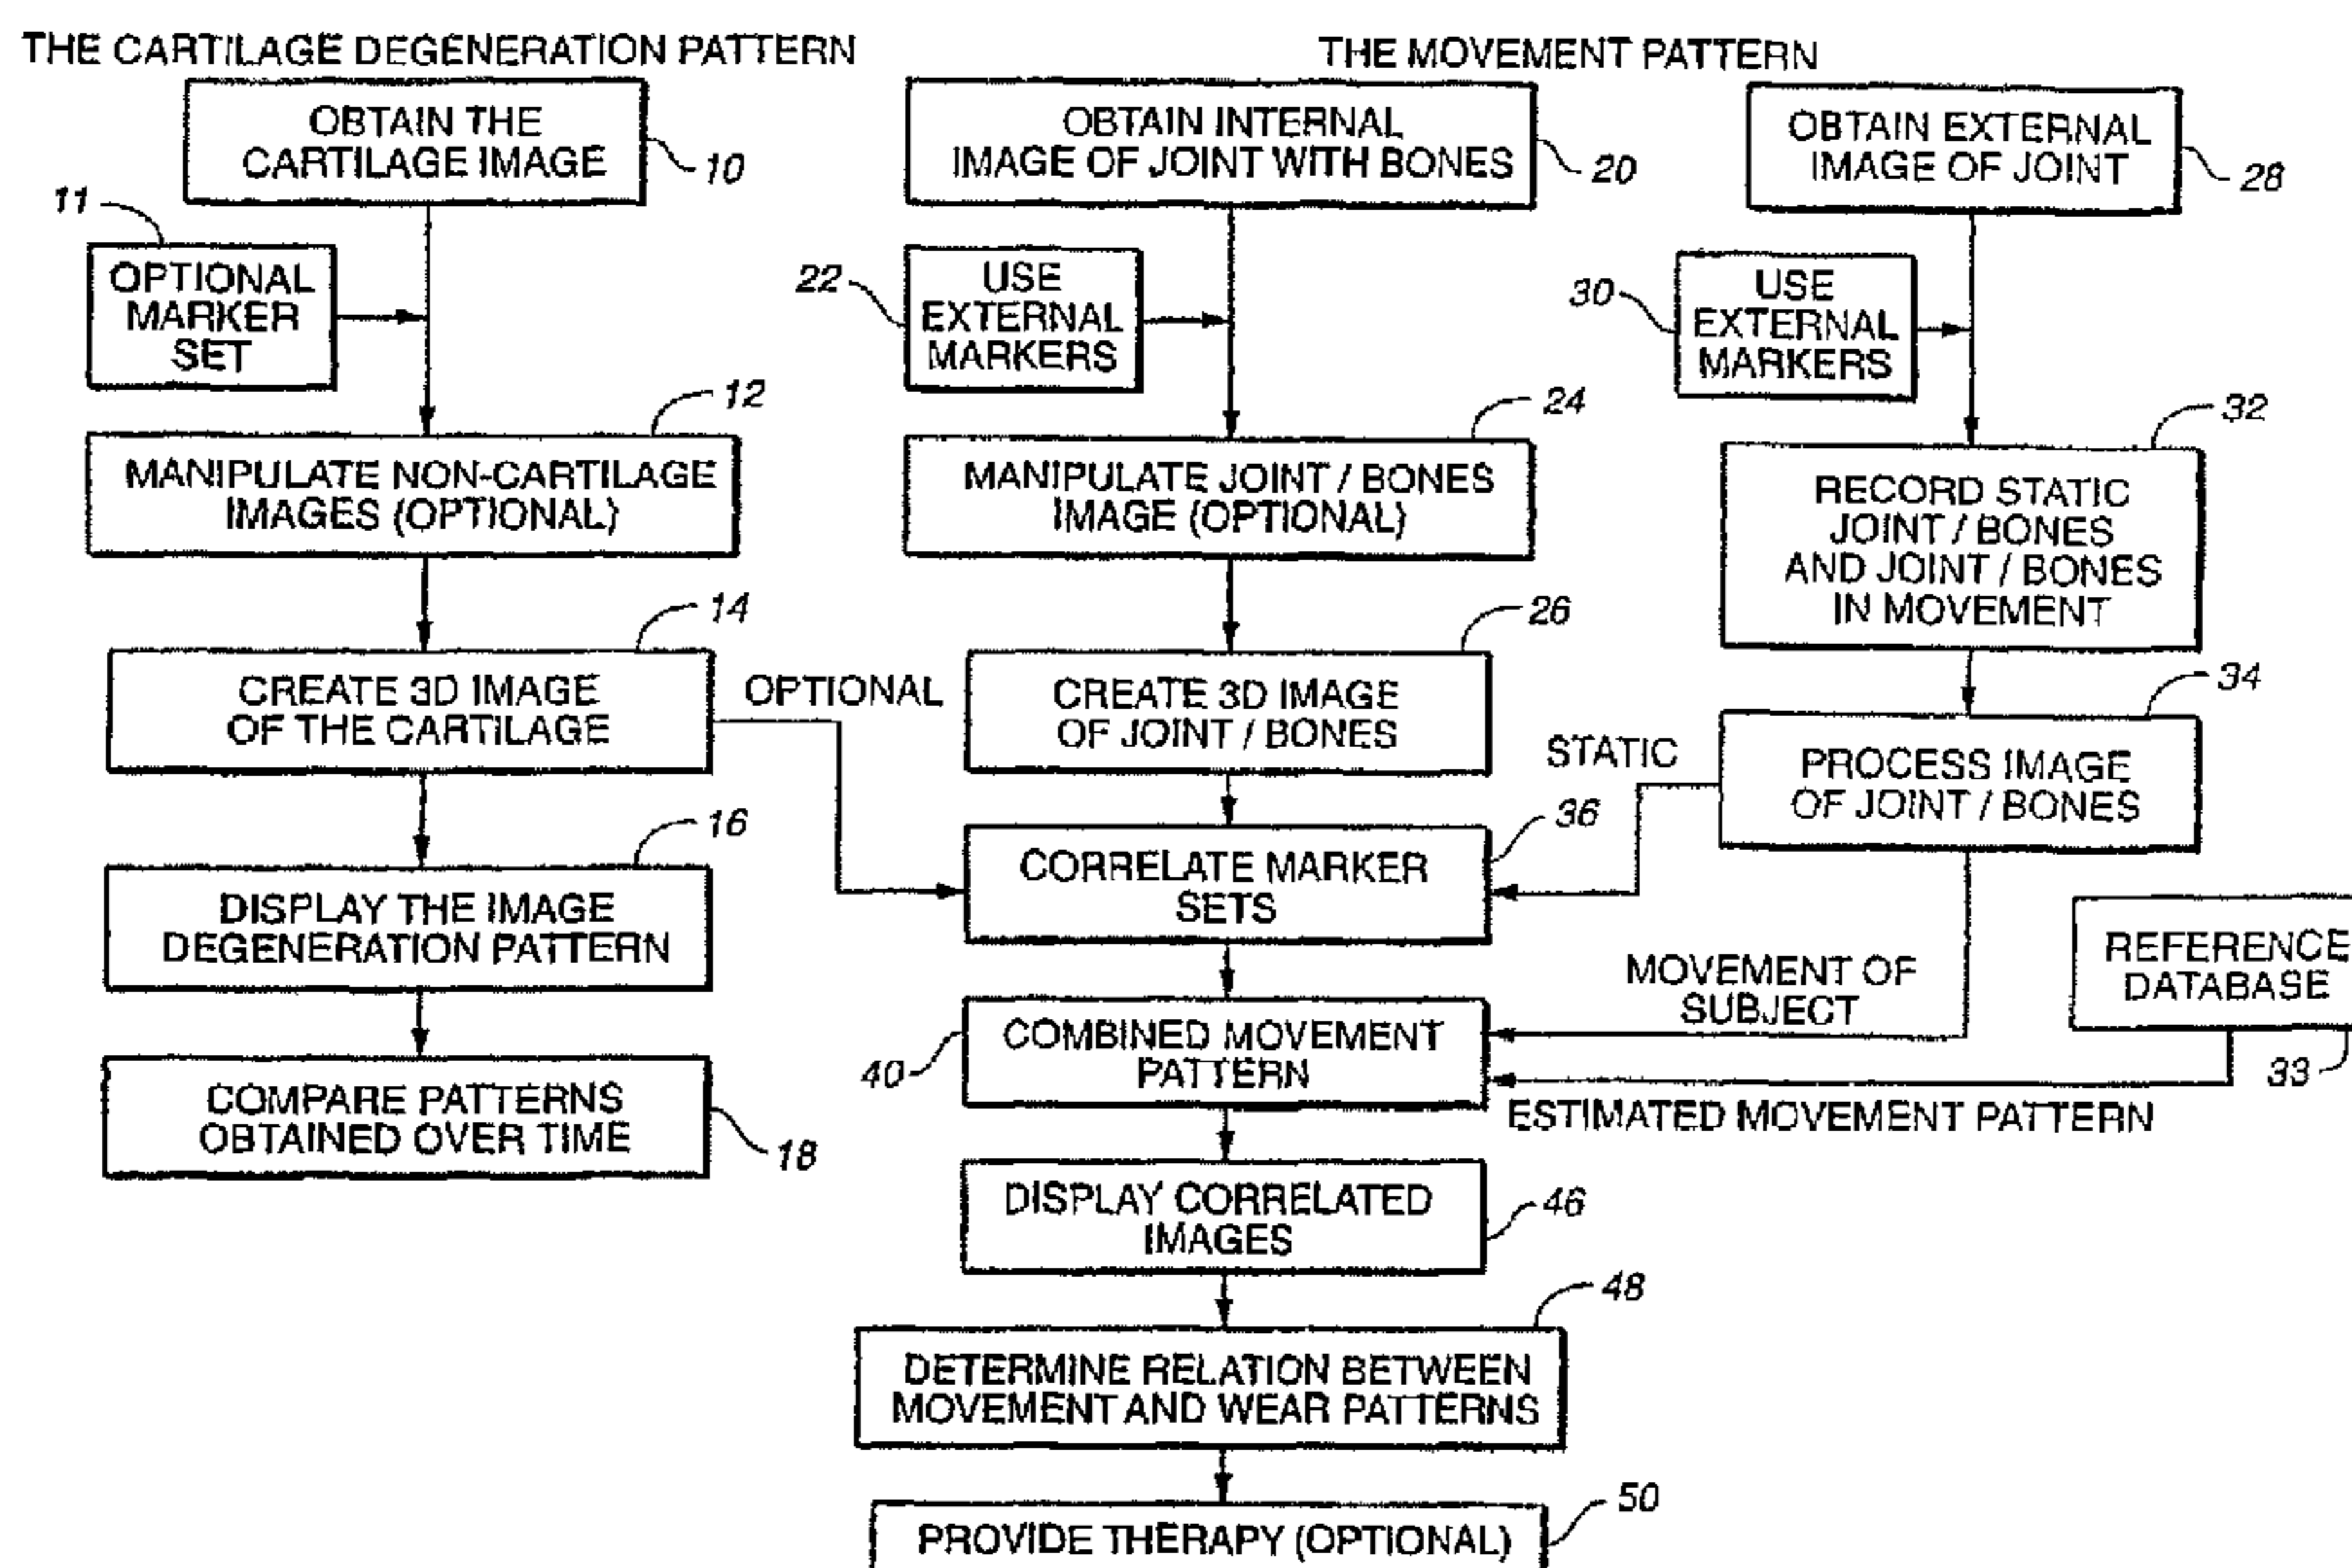 THE CARTILAGE DEGENERATION PATTERN
OBTAIN THE
CARTILAGE IMAGE
10
11
OPTIONAL
MARKER
SET
12
MANIPULATE NON-CARTILAGE
IMAGES (OPTIONAL)
14
CREATE 3D IMAGE
OF THE CARTILAGE
OPTIONAL
16
DISPLAY THE IMAGE
DEGENERATION PATTERN
COMPARE PATTERNS
OBTAINED OVER TIME
18
THE MOVEMENT PATTERN
OBTAIN INTERNAL
IMAGE OF JOINT WITH BONES
20
22
USE
EXTERNAL
MARKERS
24
MANIPULATE JOINT / BONES
IMAGE (OPTIONAL)
26
CREATE 3D IMAGE
OF JOINT / BONES
36
CORRELATE MARKER
SETS
40
COMBINED MOVEMENT
PATTERN
DISPLAY CORRELATED
IMAGES
46
48
DETERMINE RELATION BETWEEN
MOVEMENT AND WEAR PATTERNS
50
PROVIDE THERAPY (OPTIONAL)
OBTAIN EXTERNAL
IMAGE OF JOINT
28
30
USE
EXTERNAL
MARKERS
32
RECORD STATIC
JOINT / BONES
AND JOINT / BONES
IN MOVEMENT
34
STATIC
PROCESS IMAGE
OF JOINT / BONES
MOVEMENT OF
SUBJECT
REFERENCE
DATABASE
33
ESTIMATED MOVEMENT PATTERN